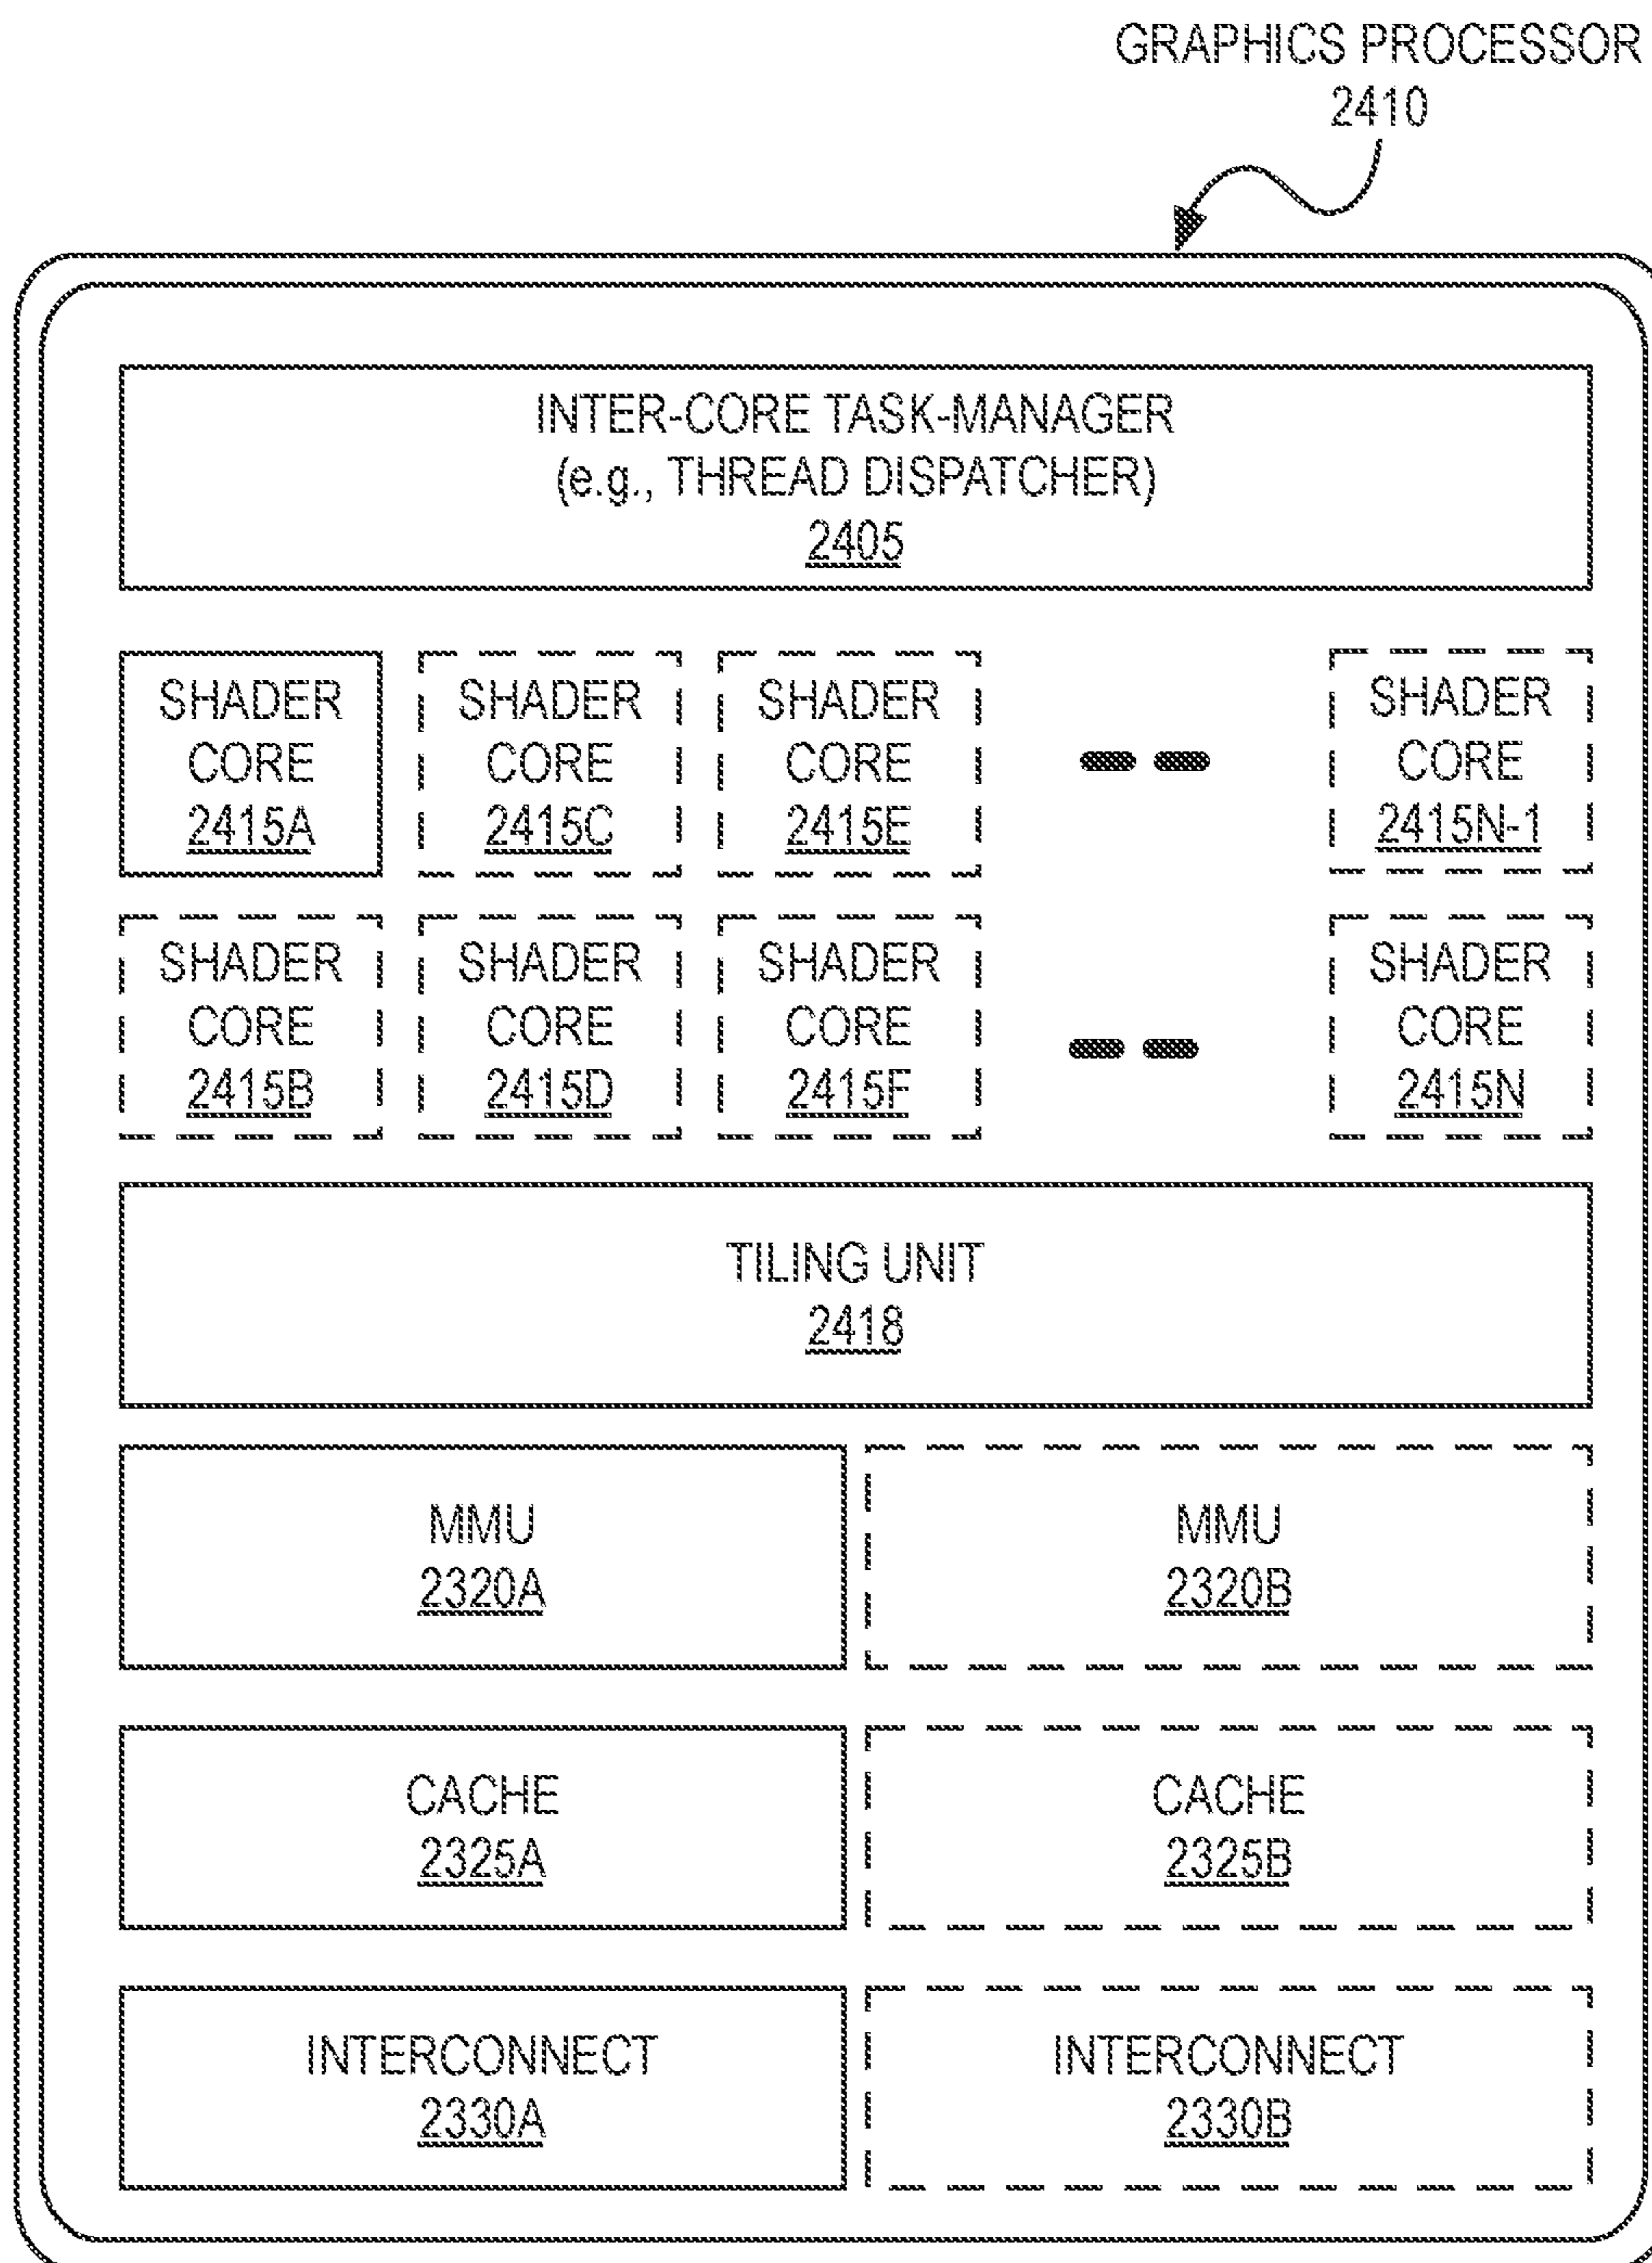 GRAPHICS PROCESSOR
2410
INTER-CORE TASK-MANAGER
(e.g., THREAD DISPATCHER)
2405
SHADER
CORE
2415A
SHADER
CORE
2415C
SHADER
CORE
2415E
SHADER
CORE
2415N-1
SHADER
CORE
2415B
SHADER
CORE
2415D
SHADER
CORE
2415F
SHADER
CORE
2415N
TILING UNIT
2418
MMU
2320A
MMU
2320B
CACHE
2325A
CACHE
2325B
INTERCONNECT
2330A
INTERCONNECT
2330B